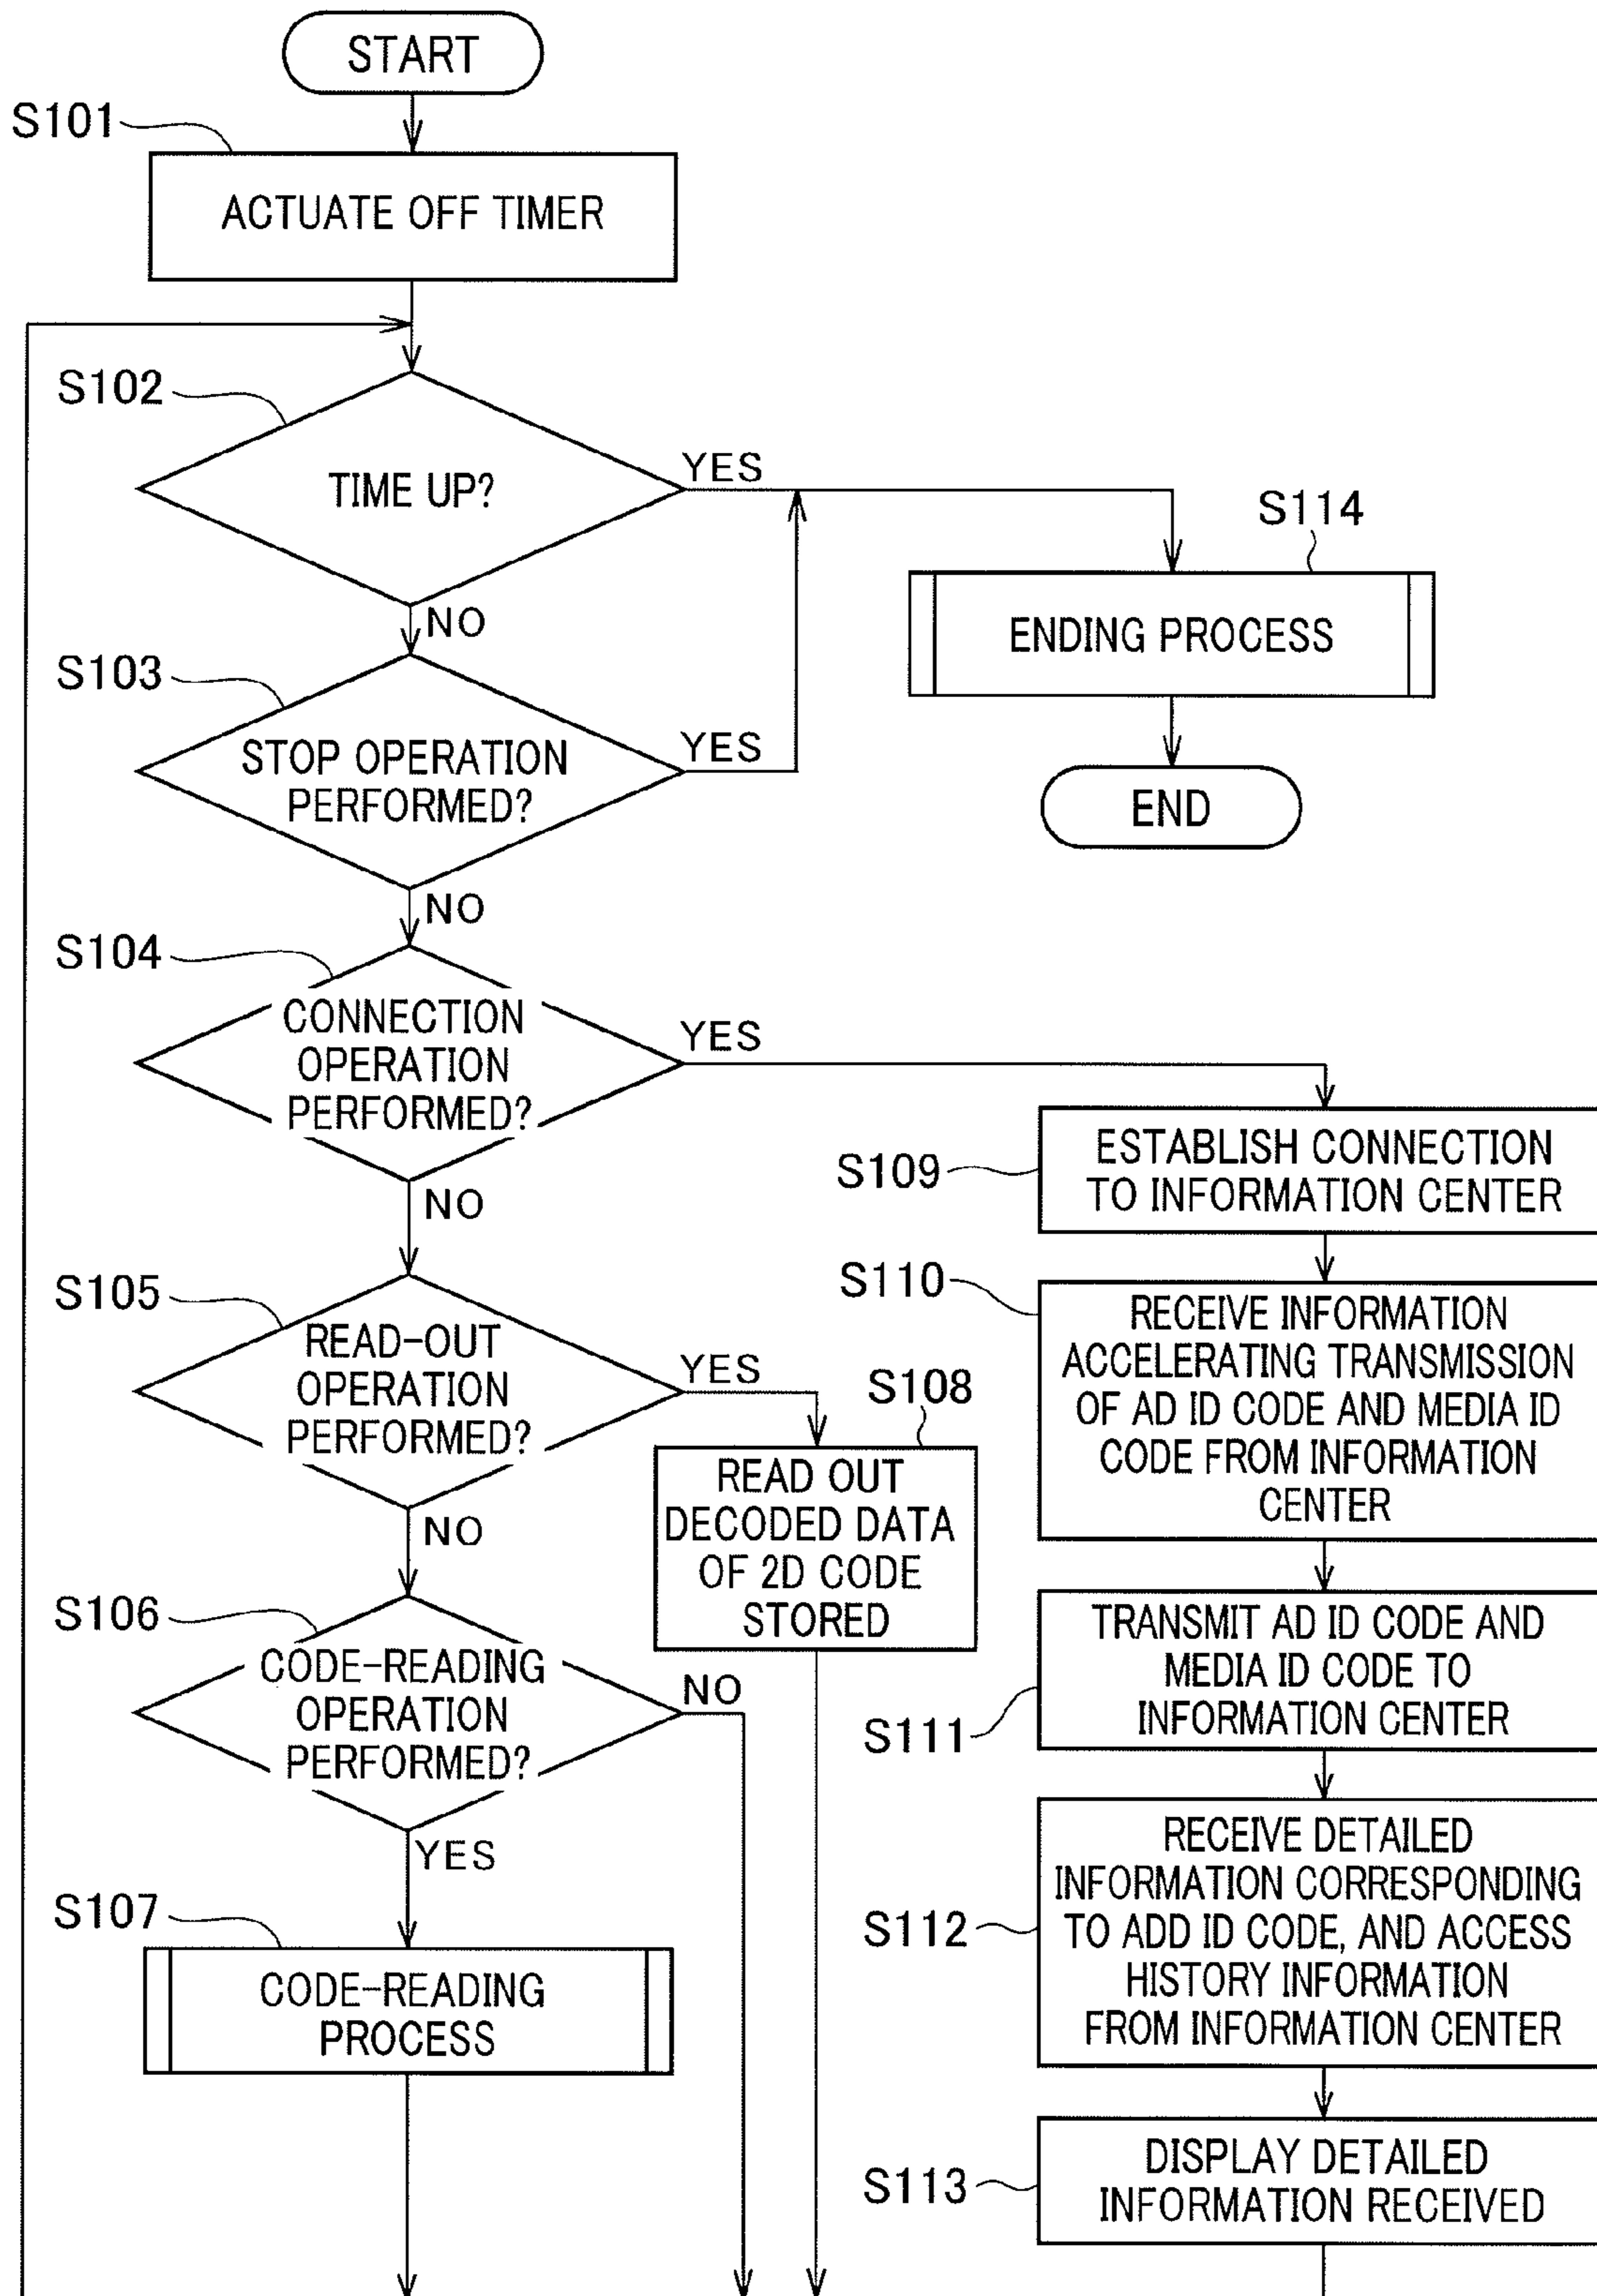 START
S101
ACTUATE OFF TIMER
S102
TIME UP?
YES
NO
S114
ENDING PROCESS
END
S103
STOP OPERATION
PERFORMED?
YES
NO
S104
CONNECTION
OPERATION
PERFORMED?
YES
NO
S109
ESTABLISH CONNECTION
TO INFORMATION CENTER
S110
RECEIVE INFORMATION
ACCELERATING TRANSMISSION
OF AD ID CODE AND MEDIA ID
CODE FROM INFORMATION
CENTER
S105
READ-OUT
OPERATION
PERFORMED?
YES
NO
S108
READ OUT
DECODED DATA
OF 2D CODE
STORED
S106
CODE-READING
OPERATION
PERFORMED?
NO
YES
S111
TRANSMIT AD ID CODE AND
MEDIA ID CODE TO
INFORMATION CENTER
S107
CODE-READING
PROCESS
S112
RECEIVE DETAILED
INFORMATION CORRESPONDING
TO ADD ID CODE, AND ACCESS
HISTORY INFORMATION
FROM INFORMATION CENTER
S113
DISPLAY DETAILED
INFORMATION RECEIVED